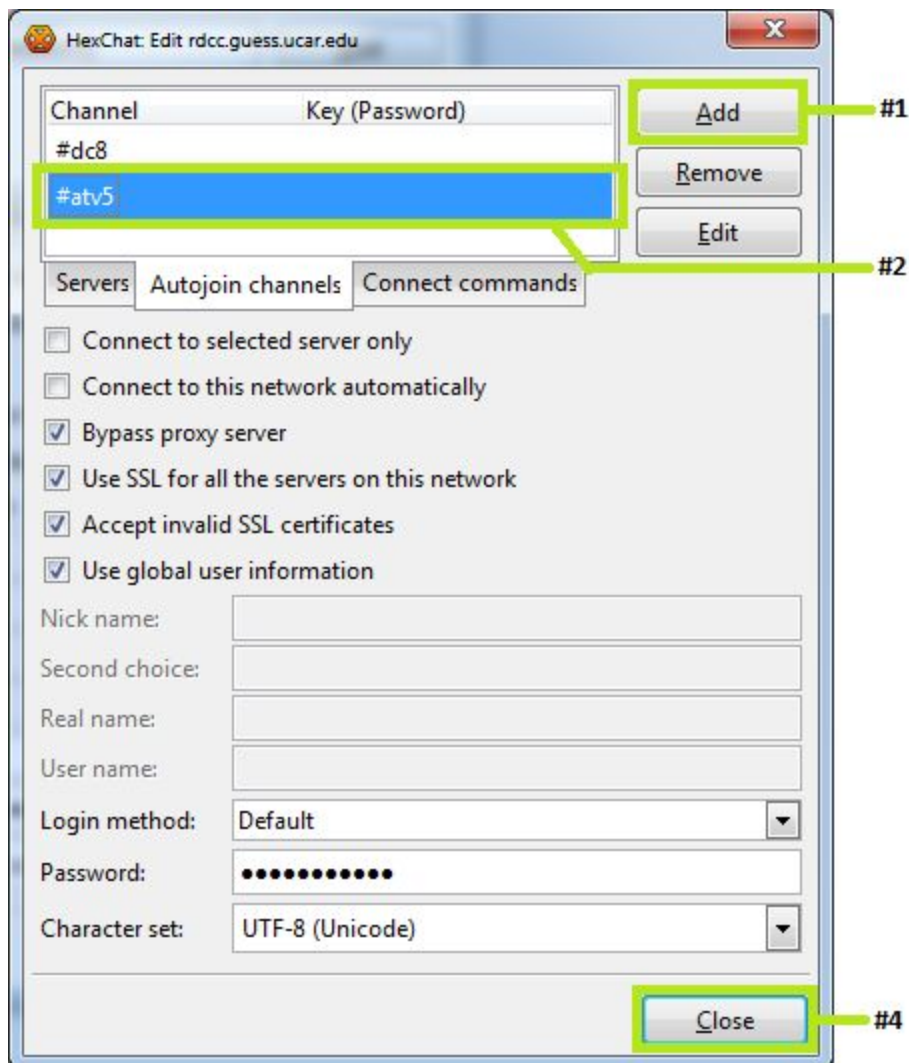 HexChat: Edit rdcc.guess.ucar.edu
Channel Key (Password)
Add
#1
#dc8
#atv5
Remove
Edit
#2
Servers Autojoin channels Connect commands
Connect to selected server only
Connect to this network automatically
Bypass proxy server
Use SSL for all the servers on this network
Accept invalid SSL certificates
Use global user information
Nick name:
Second choice:
Real name:
User name:
Login method: Default
Password: •••••••••••
Character set: UTF-8 (Unicode)
Close
#4